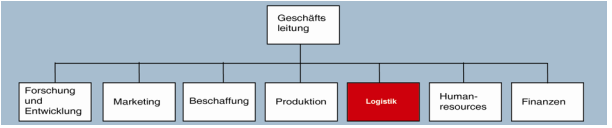 Geschäfts
leitung
Forschung
und
Entwicklung
Marketing
Beschaffung
Produktion
Logistik
Human-
resources
Finanzen